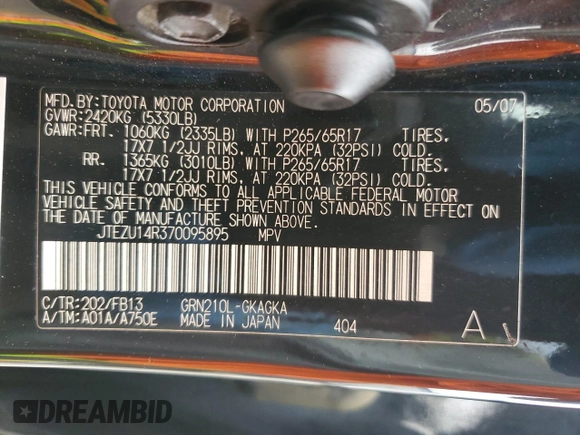 MFD.BY:TOYOTA MOTOR CORPORATION 05/07
GVWR:2420KG (5330LB)
GAWR:FRT. 1060KG (2335LB) WITH P265/65R17 TIRES,
17X7 1/2JJ RIMS, AT 220KPA (32PSI) COLD.
RR. 1365KG (3010LB) WITH P265/65R17 TIRES,
17X7 1/2JJ RIMS, AT 220KPA (32PSI) COLD.
THIS VEHICLE CONFORMS TO ALL APPLICABLE FEDERAL MOTOR
VEHICLE SAFETY AND THEFT PREVENTION STANDARDS IN EFFECT ON
THE DATE OF MANUFACTURE SHOWN ABOVE.
JTEZU14R370095895 MPV
C/TR:202/FB13 GRN210L-GKAGKA
A/TM:A01A/A750E MADE IN JAPAN 404 A
DREAMBID